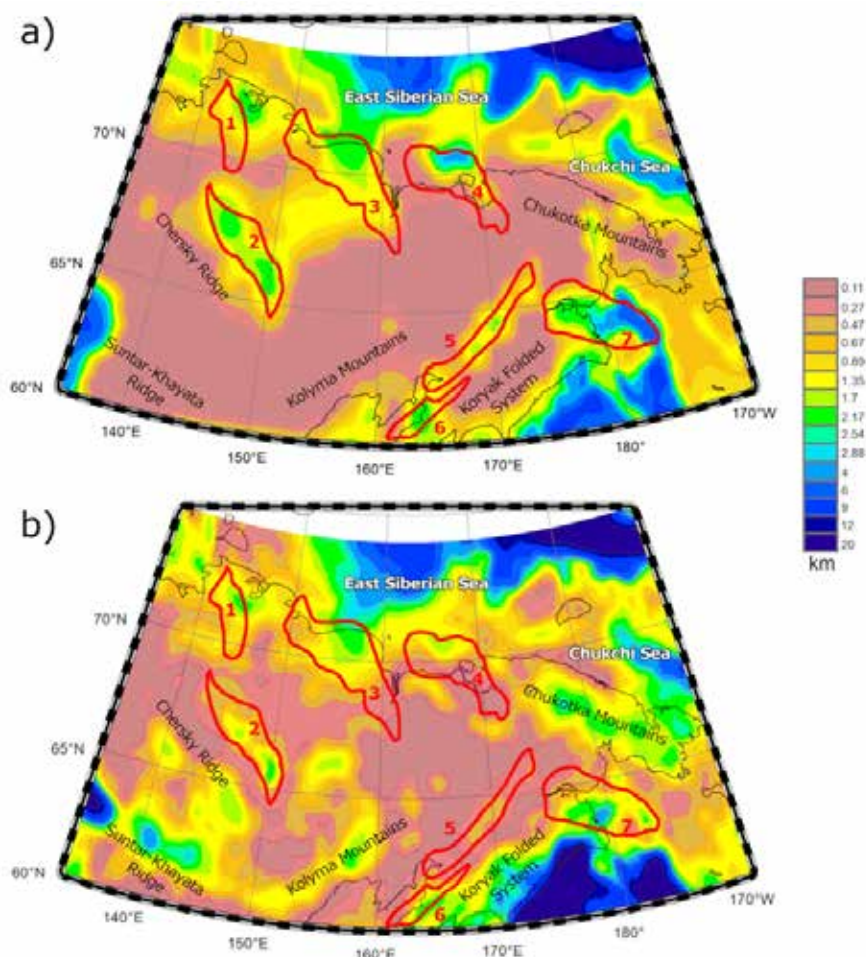 a)
East Siberian Sea
70°N
1
Chukchi Sea
3
4
2
Chukotka Mountains
Chersky Ridge
65°N
5
7
Kolyma Mountains
Suntar-Khayata
Ridge
Koryak Folded
System
6
60°N
140°E
150°E
160°E
170°E
180°
170°W
0.11
0.27
0.47
0.67
0.89
1.35
1.7
2.17
2.54
2.88
4
6
9
12
20
km
b)
East Siberian Sea
70°N
1
Chukchi Sea
3
4
2
Chukotka Mountains
Chersky Ridge
65°N
5
7
Kolyma Mountains
Suntar-Khayata
Ridge
Koryak Folded
System
6
60°N
140°E
150°E
160°E
170°E
180°
170°W